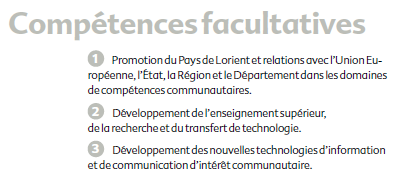 Compétences facultatives
1 Promotion du Pays de Lorient et relations avec l'Union Eu-
ropéenne, l'État, la Région et le Département dans les domaines
de compétences communautaires.
2 Développement de l'enseignement supérieur,
de la recherche et du transfert de technologie.
3 Développement des nouvelles technologies d'information
et de communication d'intérêt communautaire.